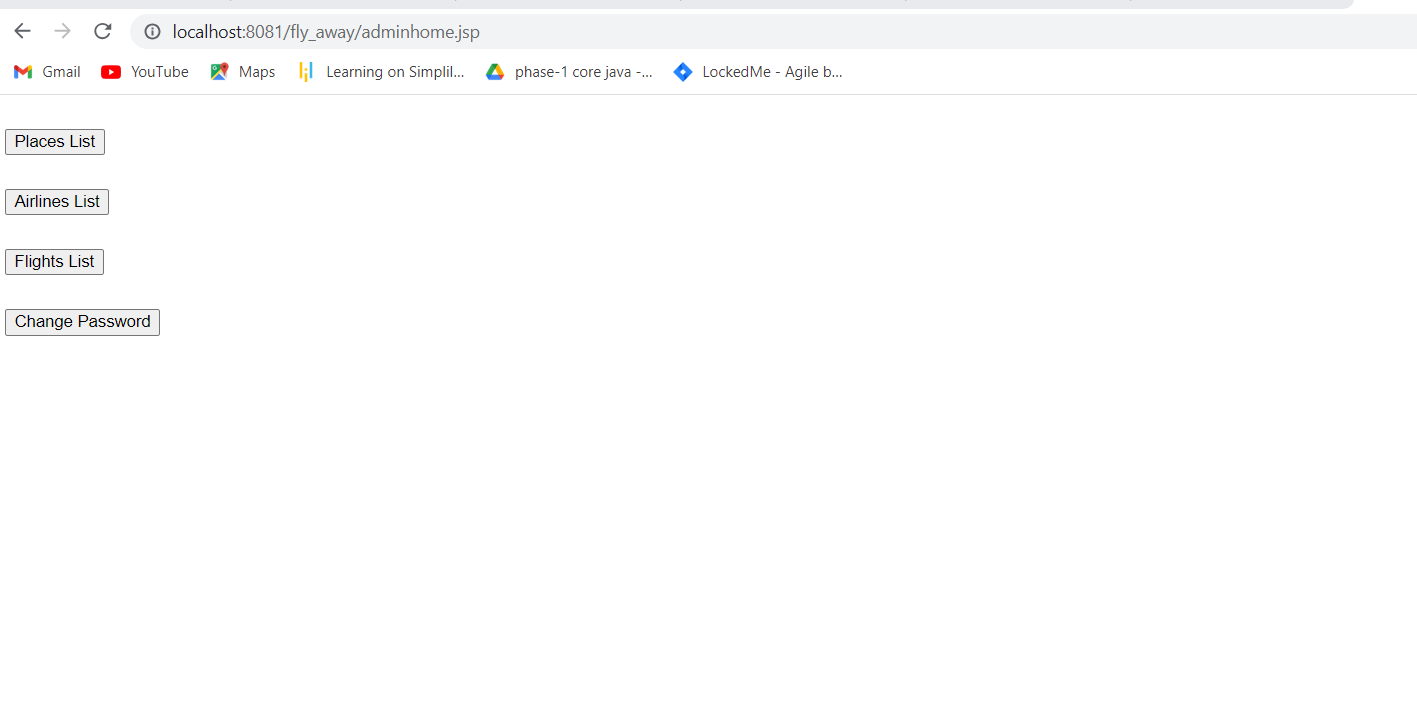 localhost:8081/fly_away/adminhome.jsp
Gmail YouTube Maps Learning on Simplil... phase-1 core java -... LockedMe - Agile b...
Places List
Airlines List
Flights List
Change Password